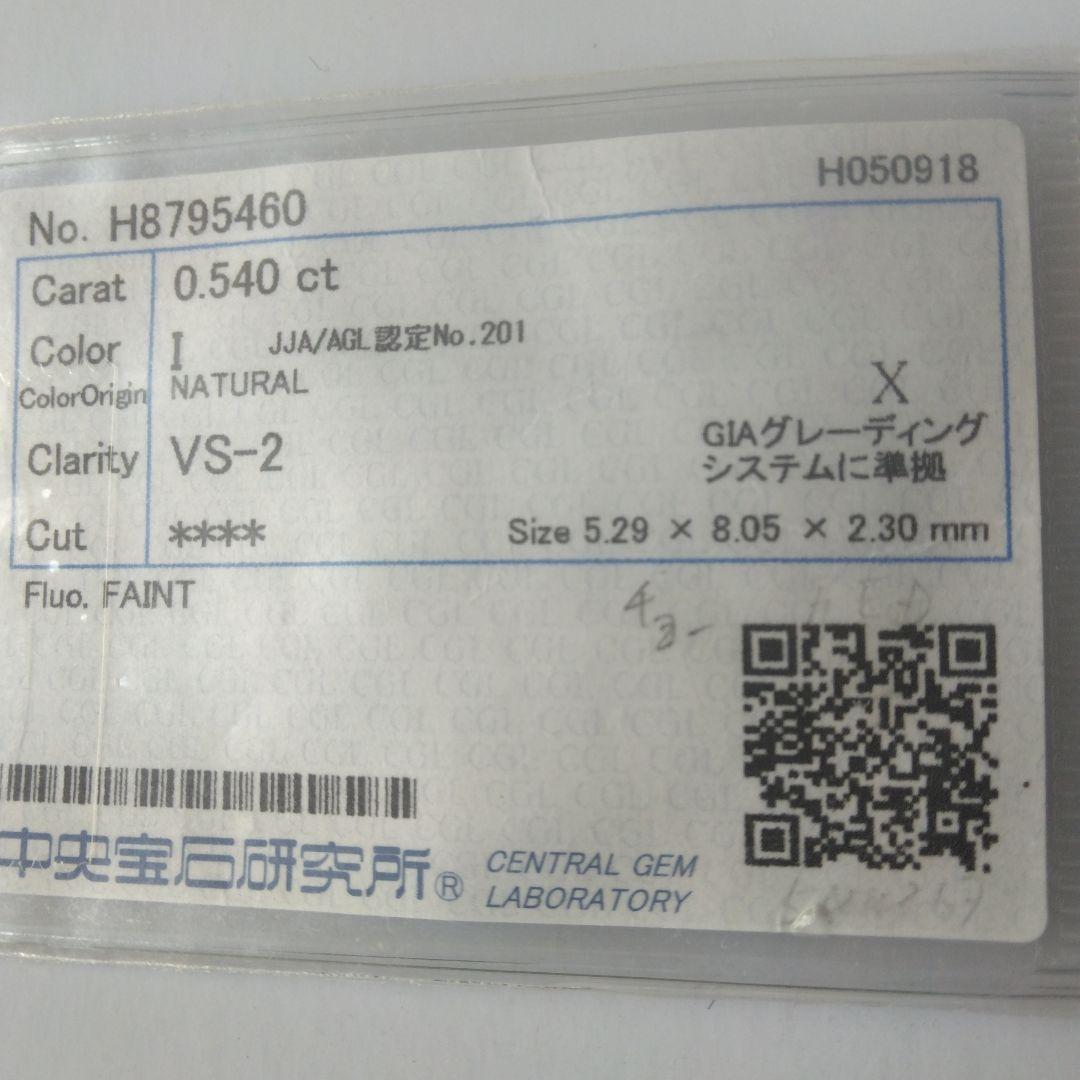 H050918
No. H8795460
Carat 0.540 ct
Color I JJA/AGL認定No.201
ColorOrigin NATURAL
X
Clarity VS-2
GIAグレーディング
システムに準拠
Cut ****
Size 5.29 × 8.05 × 2.30 mm
Fluo. FAINT
中央宝石研究所®
CENTRAL GEM
LABORATORY